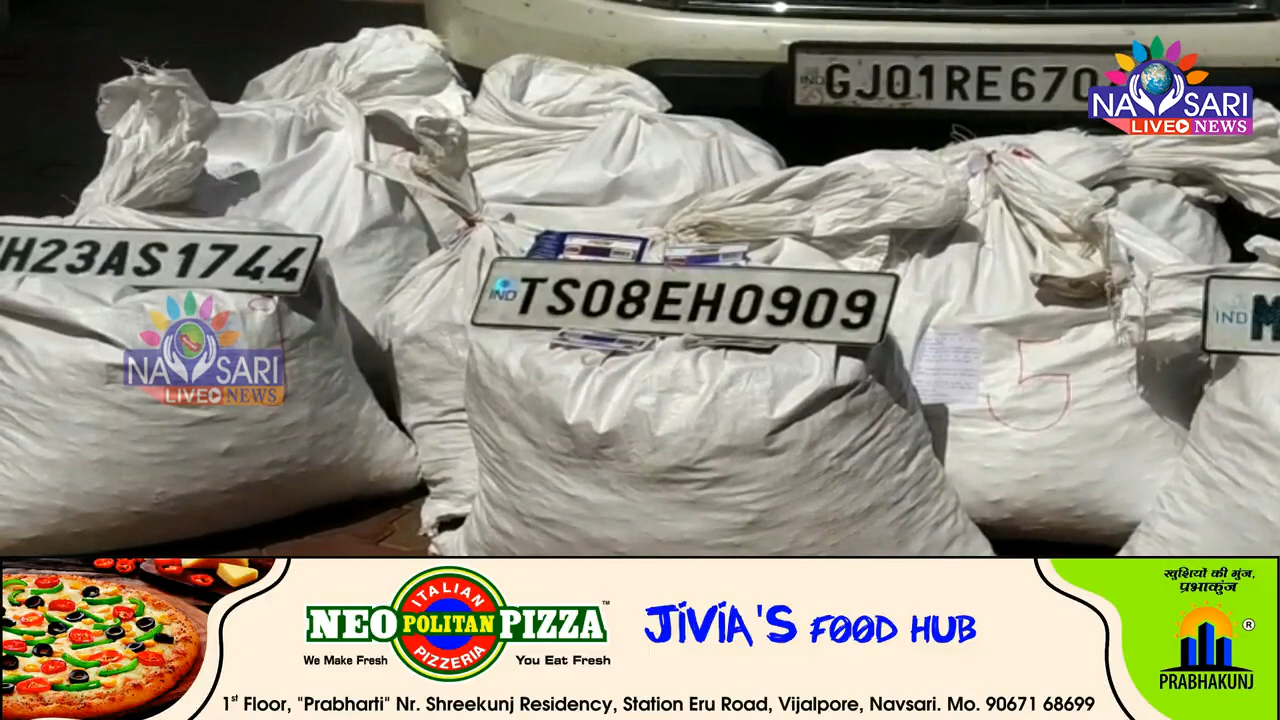 GJ01RE670
NAVSARI
LIVE NEWS
H23AS1744
IND TS08EH0909
IND M
NAVSARI
LIVE NEWS
5
ITALIAN
NEO POLITAN PIZZA™
PIZZERIA
We Make Fresh You Eat Fresh
JiViA'S FOOD HUB
खुशियों की गुंज,
प्रभाकुंज
®
PRABHAKUNJ
1st Floor, "Prabharti" Nr. Shreekunj Residency, Station Eru Road, Vijalpore, Navsari. Mo. 90671 68699